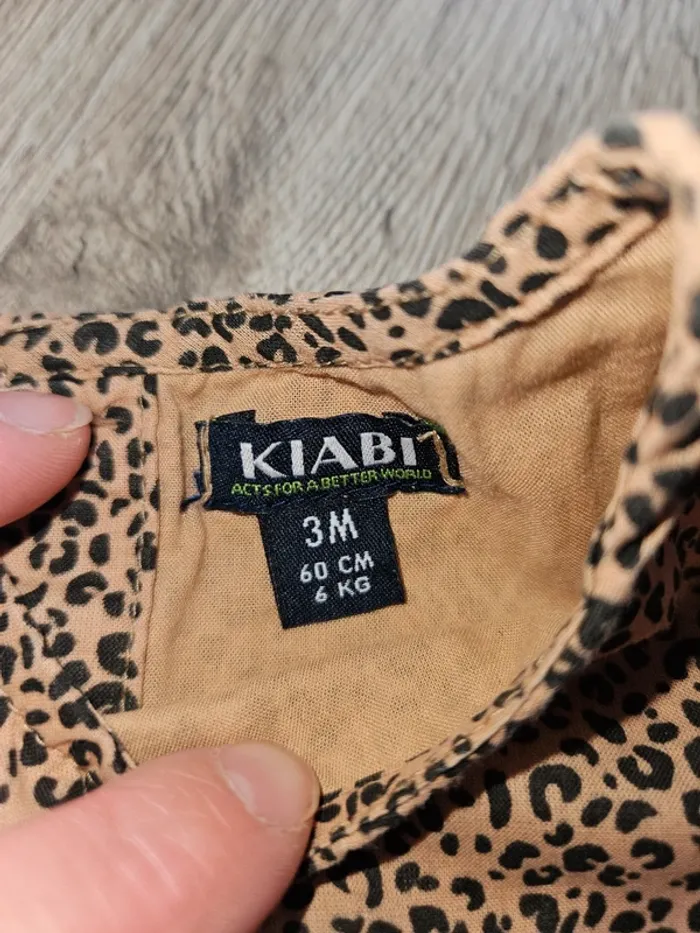 KIABI
ACTS FOR A BETTER WORLD
3M
60 CM
6 KG